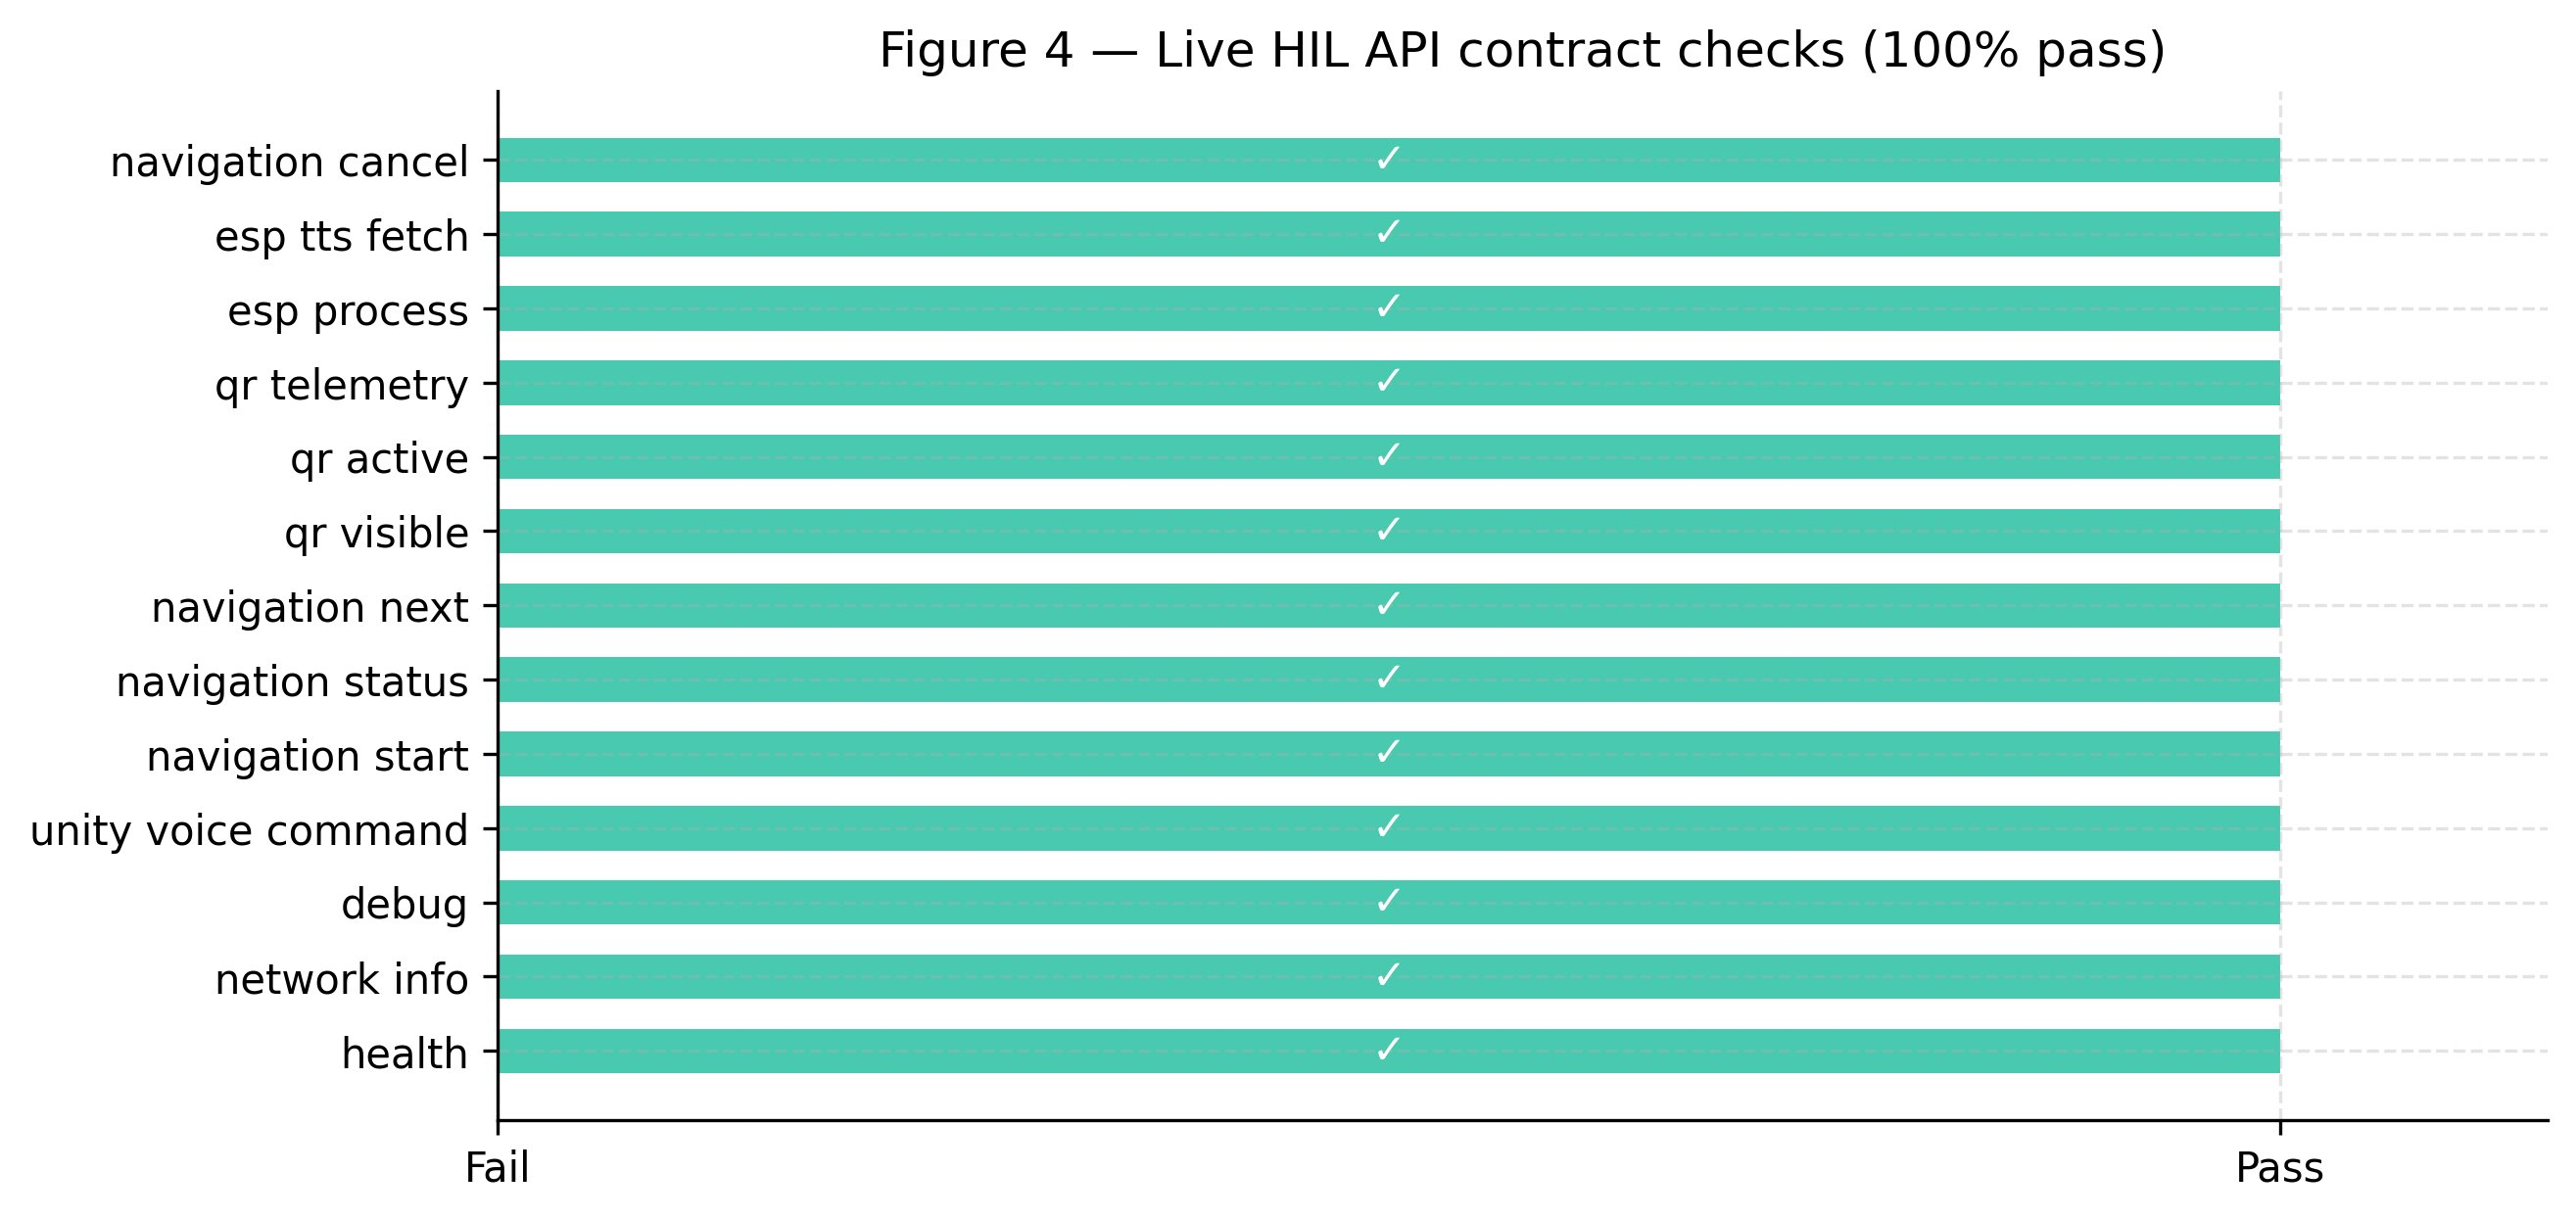 Figure 4 — Live HIL API contract checks (100% pass)
navigation cancel ✓
esp tts fetch ✓
esp process ✓
qr telemetry ✓
qr active ✓
qr visible ✓
navigation next ✓
navigation status ✓
navigation start ✓
unity voice command ✓
debug ✓
network info ✓
health ✓
Fail Pass